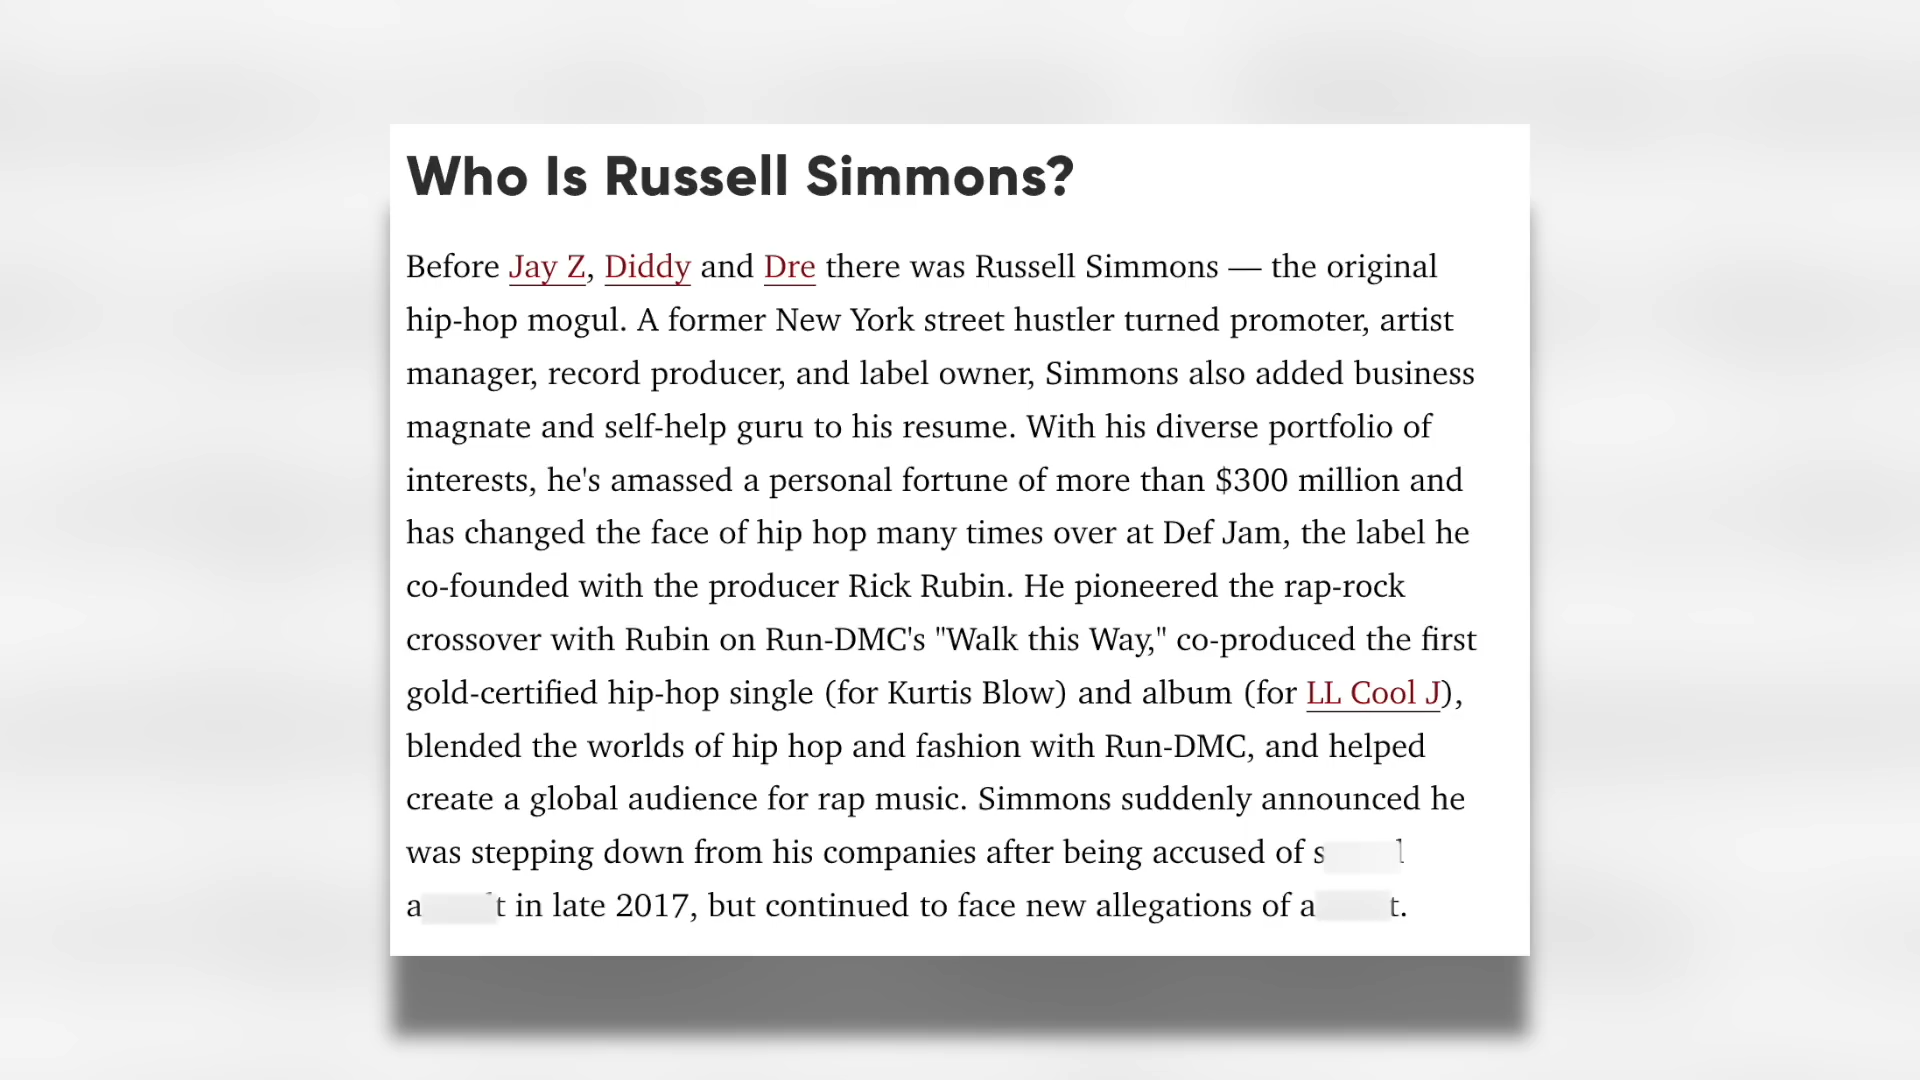 Who Is Russell Simmons?
Before Jay Z, Diddy and Dre there was Russell Simmons — the original
hip-hop mogul. A former New York street hustler turned promoter, artist
manager, record producer, and label owner, Simmons also added business
magnate and self-help guru to his resume. With his diverse portfolio of
interests, he's amassed a personal fortune of more than $300 million and
has changed the face of hip hop many times over at Def Jam, the label he
co-founded with the producer Rick Rubin. He pioneered the rap-rock
crossover with Rubin on Run-DMC's "Walk this Way," co-produced the first
gold-certified hip-hop single (for Kurtis Blow) and album (for LL Cool J),
blended the worlds of hip hop and fashion with Run-DMC, and helped
create a global audience for rap music. Simmons suddenly announced he
was stepping down from his companies after being accused of
in late 2017, but continued to face new allegations of